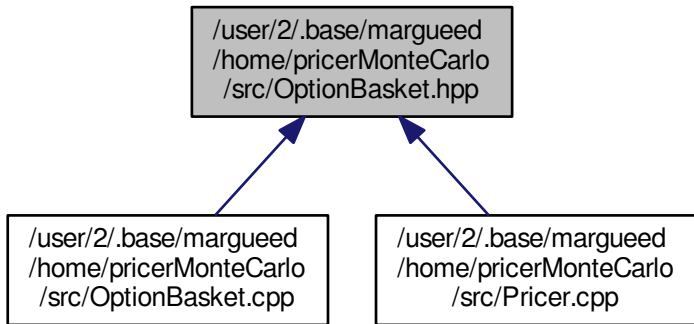 /user/2/.base/margueed
/home/pricerMonteCarlo
/src/OptionBasket.hpp
/user/2/.base/margueed
/home/pricerMonteCarlo
/src/OptionBasket.cpp
/user/2/.base/margueed
/home/pricerMonteCarlo
/src/Pricer.cpp